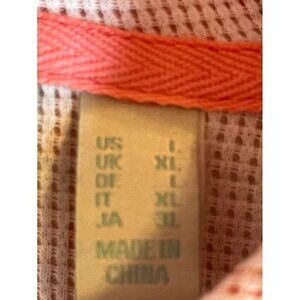 US L
UK XL
DE L
IT XL
JA 3L
MADE IN
CHINA